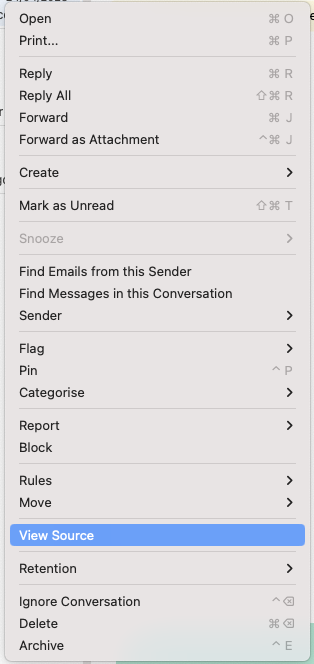 Open ⌘ O
Print... ⌘ P
Reply ⌘ R
Reply All ⇧⌘ R
Forward ⌘ J
Forward as Attachment ^⌘ J
Create
Mark as Unread ⇧⌘ T
Snooze
Find Emails from this Sender
Find Messages in this Conversation
Sender
Flag
Pin ^ P
Categorise
Report
Block
Rules
Move
View Source
Retention
Ignore Conversation ^⌫
Delete ⌘⌫
Archive ^ E